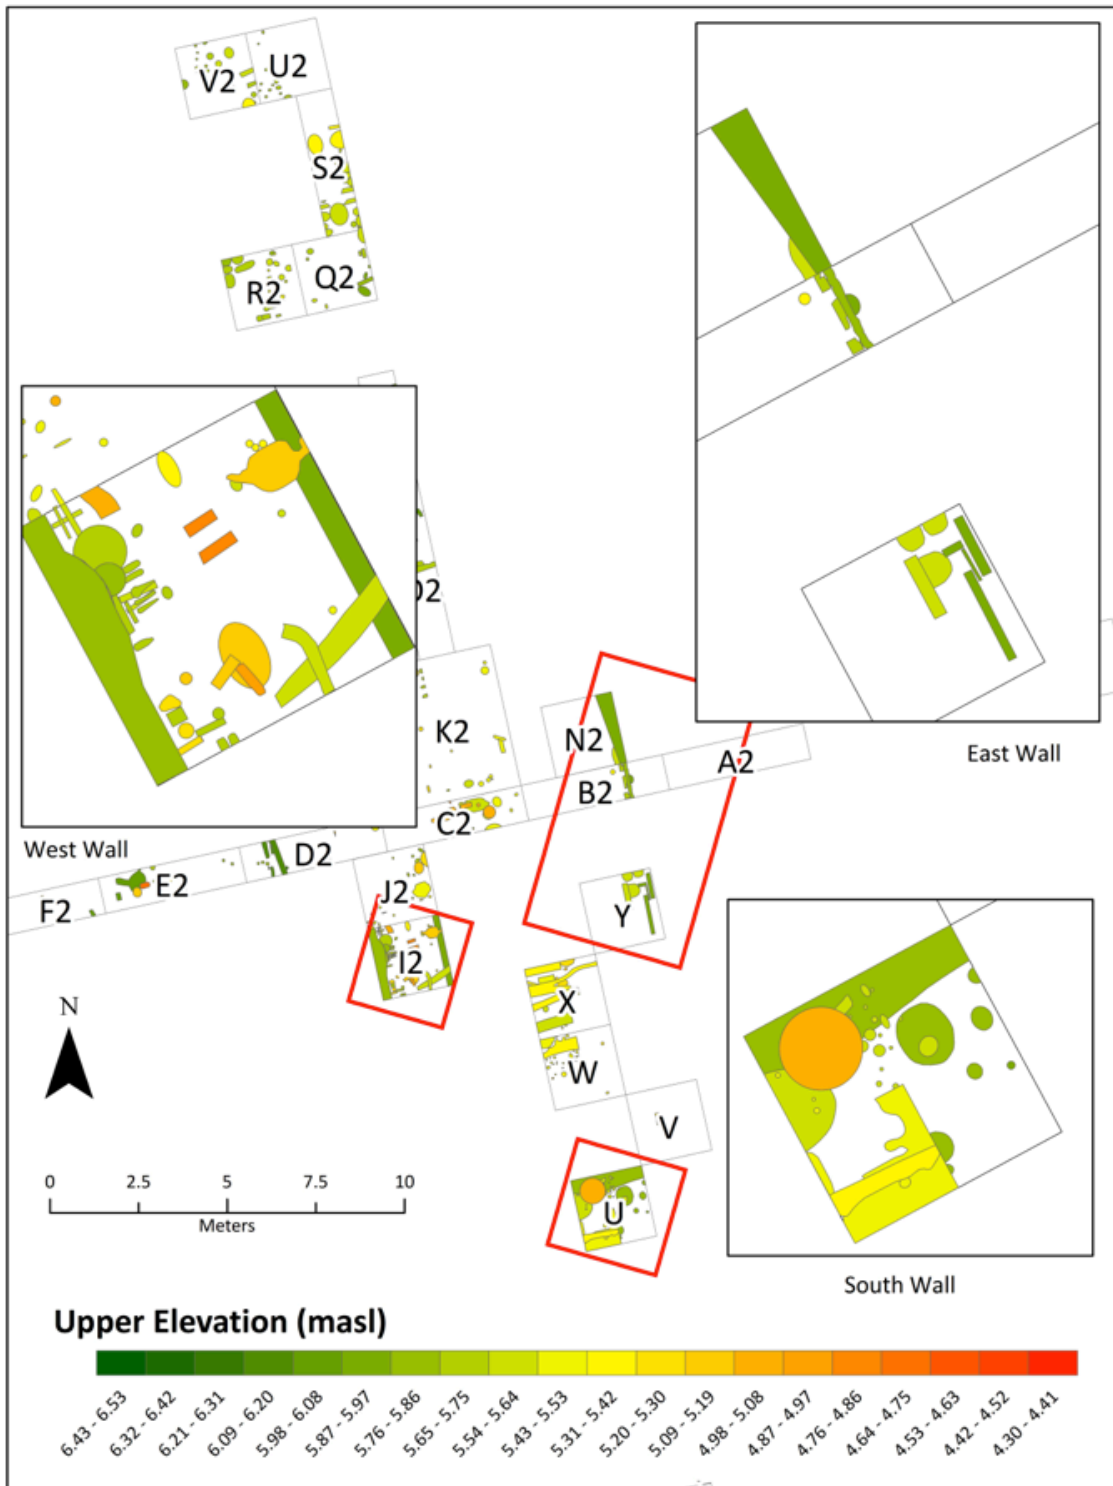 V2
U2
S2
R2
Q2
East Wall
K2
N2
A2
B2
C2
West Wall
D2
E2
F2
J2
Y
I2
X
N
W
V
0 2.5 5 7.5 10
Meters
U
South Wall
Upper Elevation (masl)
6.43 - 6.53
6.32 - 6.42
6.21 - 6.31
6.09 - 6.20
5.98 - 6.08
5.87 - 5.97
5.76 - 5.86
5.65 - 5.75
5.54 - 5.64
5.43 - 5.53
5.31 - 5.42
5.20 - 5.30
5.09 - 5.19
4.98 - 5.08
4.87 - 4.97
4.76 - 4.86
4.64 - 4.75
4.53 - 4.63
4.42 - 4.52
4.30 - 4.41